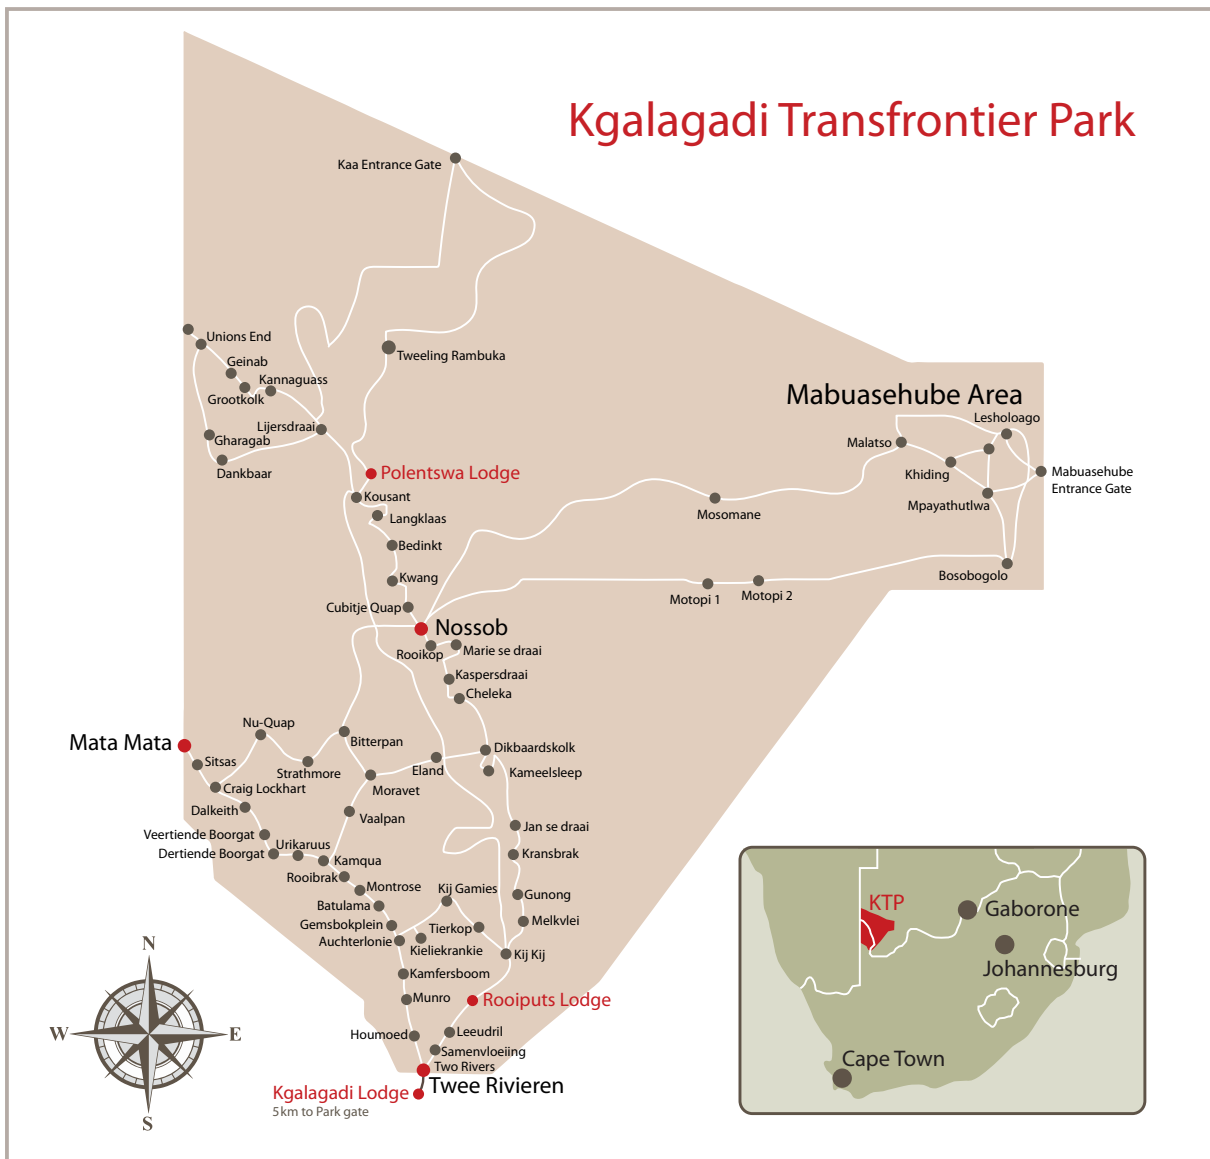 Kgalagadi Transfrontier Park
Kaa Entrance Gate
Unions End
Tweeling Rambuka
Geinab
Kannaguass
Grootkolk
Mabuasehube Area
Lesholoago
Lijersdraai
Gharagab
Malatso
Dankbaar
Polentswa Lodge
Khiding
Mabuasehube
Entrance Gate
Kousant
Mpayathutlwa
Langklaas
Mosomane
Bedinkt
Kwang
Bosobogolo
Motopi 1
Motopi 2
Cubitje Quap
Nossob
Rooikop
Marie se draai
Kaspersdraai
Cheleka
Nu-Quap
Mata Mata
Bitterpan
Dikbaardskolk
Sitsas
Strathmore
Eland
Kameelsleep
Craig Lockhart
Moravet
Dalkeith
Vaalpan
Jan se draai
Veertiende Boorgat
Urikaruus
Dertiende Boorgat
Kamqua
Kransbrak
Rooibrak
Montrose
Kij Gamies
Gunong
Batulama
Gemsbokplein
Tierkop
Melkvlei
Auchterlonie
Kieliekrankie
Kij Kij
Kamfersboom
Munro
Rooiputs Lodge
Houmoed
Leeudril
Samenvloeiing
Two Rivers
Twee Rivieren
Kgalagadi Lodge
5km to Park gate
N
W
E
S
KTP
Gaborone
Johannesburg
Cape Town